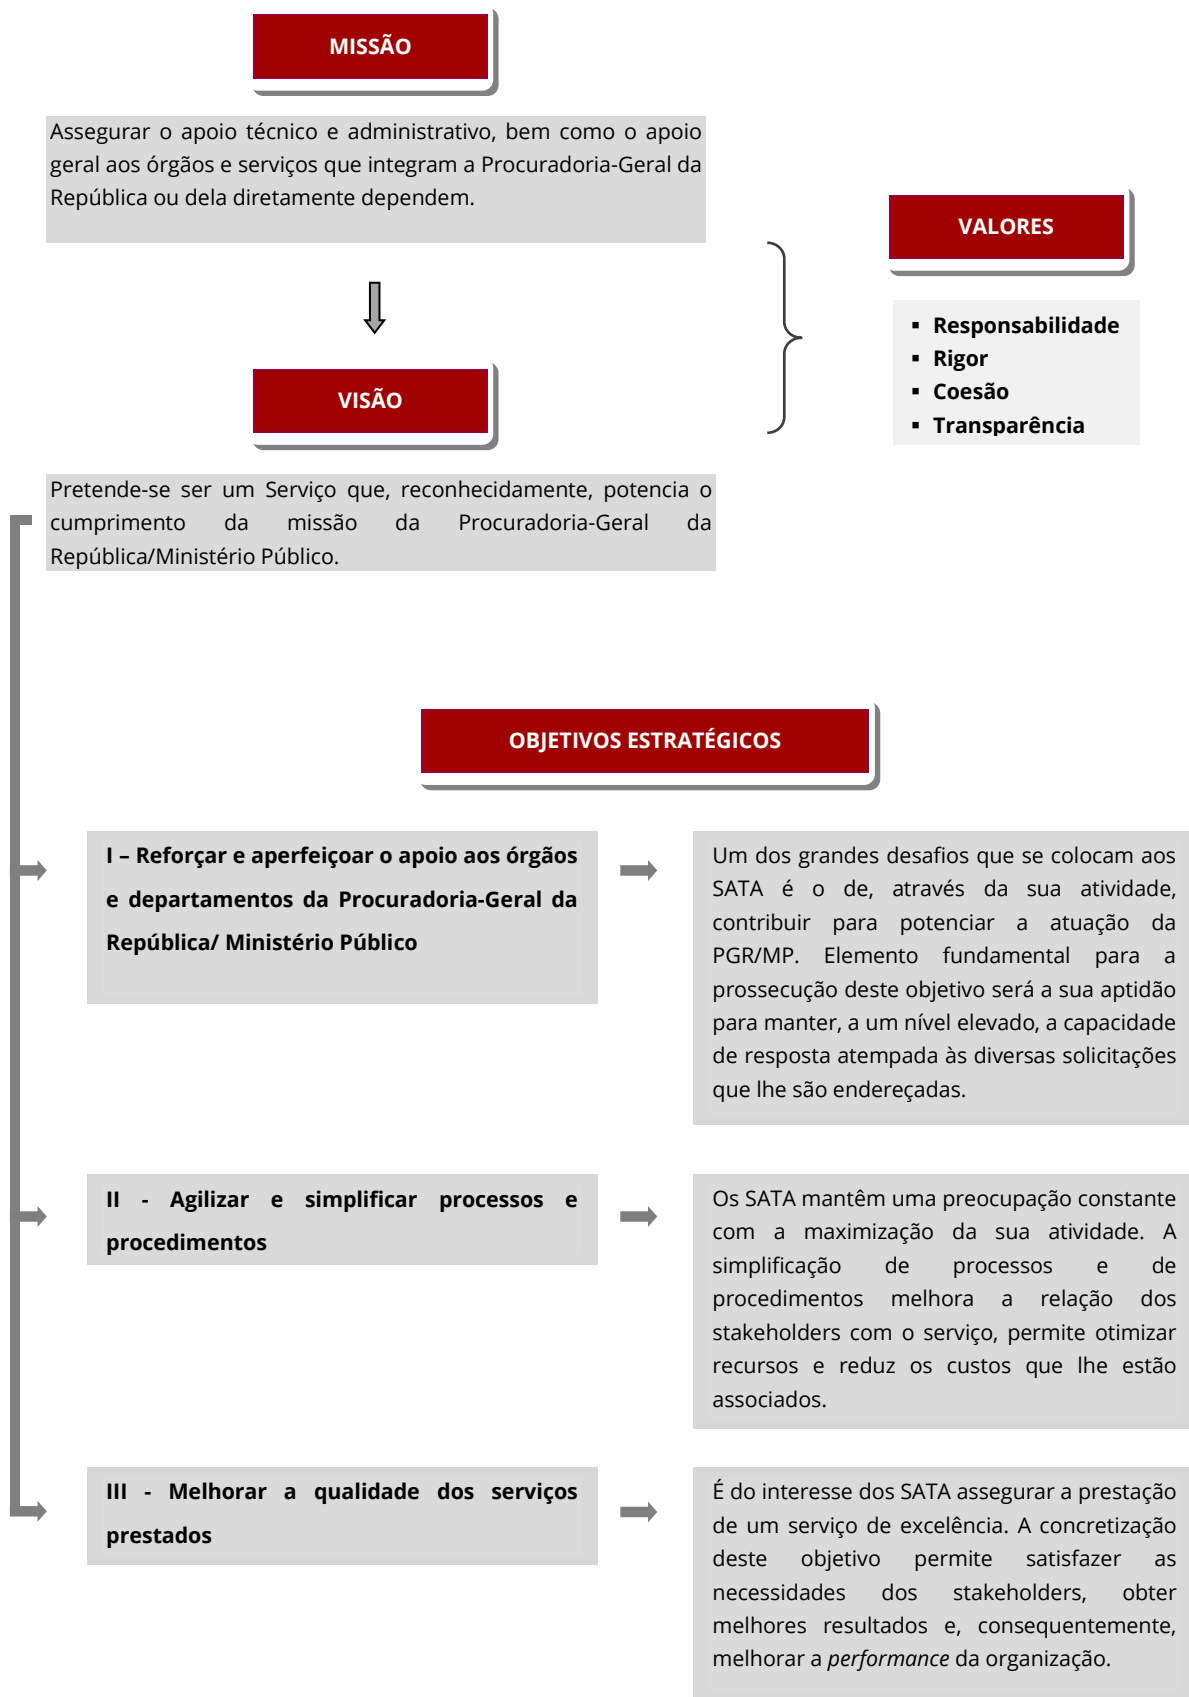 MISSÃO
Assegurar o apoio técnico e administrativo, bem como o apoio
geral aos órgãos e serviços que integram a Procuradoria-Geral da
República ou dela diretamente dependem.
VALORES
▪ Responsabilidade
▪ Rigor
▪ Coesão
▪ Transparência
VISÃO
Pretende-se ser um Serviço que, reconhecidamente, potencia o
cumprimento da missão da Procuradoria-Geral da
República/Ministério Público.
OBJETIVOS ESTRATÉGICOS
I – Reforçar e aperfeiçoar o apoio aos órgãos
e departamentos da Procuradoria-Geral da
República/ Ministério Público
Um dos grandes desafios que se colocam aos
SATA é o de, através da sua atividade,
contribuir para potenciar a atuação da
PGR/MP. Elemento fundamental para a
prossecução deste objetivo será a sua aptidão
para manter, a um nível elevado, a capacidade
de resposta atempada às diversas solicitações
que lhe são endereçadas.
II - Agilizar e simplificar processos e
procedimentos
Os SATA mantêm uma preocupação constante
com a maximização da sua atividade. A
simplificação de processos e de
procedimentos melhora a relação dos
stakeholders com o serviço, permite otimizar
recursos e reduz os custos que lhe estão
associados.
III - Melhorar a qualidade dos serviços
prestados
É do interesse dos SATA assegurar a prestação
de um serviço de excelência. A concretização
deste objetivo permite satisfazer as
necessidades dos stakeholders, obter
melhores resultados e, consequentemente,
melhorar a performance da organização.